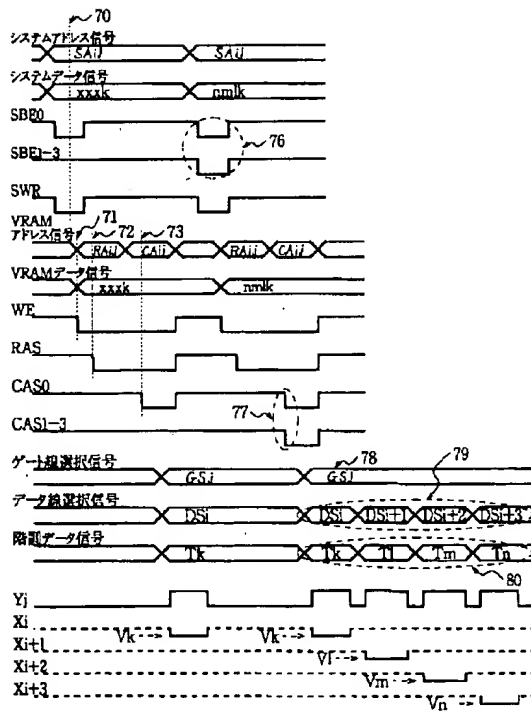 70
システムアドレス信号
SAij SAij
システムデータ信号
xxxk nmlk
SBE0
76
SBE1-3
SWR
VRAM
アドレス信号
71 72 73
RAij CAij RAij CAij
VRAMデータ信号
xxxk nmlk
WE
RAS
CAS0
77
CAS1-3
ゲート線選択信号
78 79
GSj GSj
データ線選択信号
DSi DSi DSi+1 DSi+2 DSi+3
階調データ信号
Tk Tk Tl Tm Tn
80
Yj
Xi
Vk Vk
Xi+1
Vl
Xi+2
Vm
Xi+3
Vn